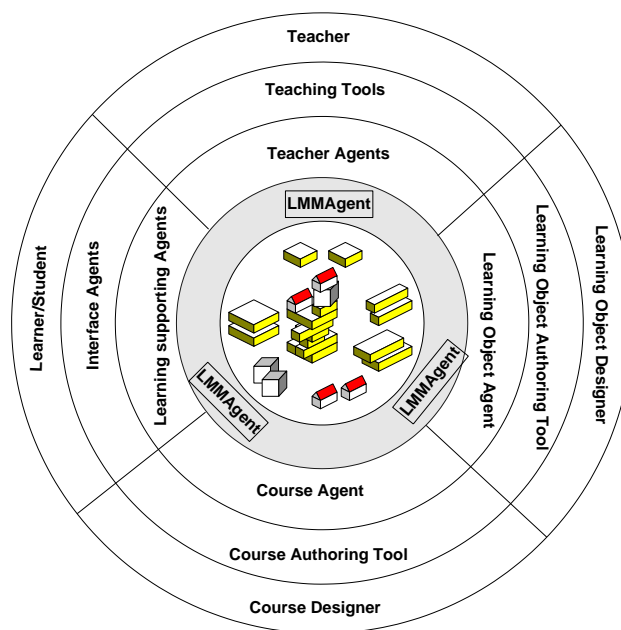 Teacher
Teaching Tools
Teacher Agents
LMMAgent
Learner/Student
Interface Agents
Learning supporting Agents
Learning Object Agent
Learning Object Authoring Tool
Learning Object Designer
LMMAgent
LMMAgent
Course Agent
Course Authoring Tool
Course Designer